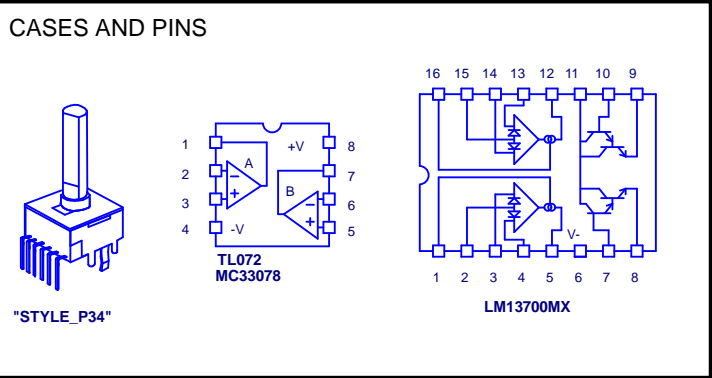 CASES AND PINS
16 15 14 13 12 11 10 9
1 +V 8
A
2 7
B
3 6
4 -V 5
V-
TL072
MC33078
1 2 3 4 5 6 7 8
LM13700MX
"STYLE_P34"